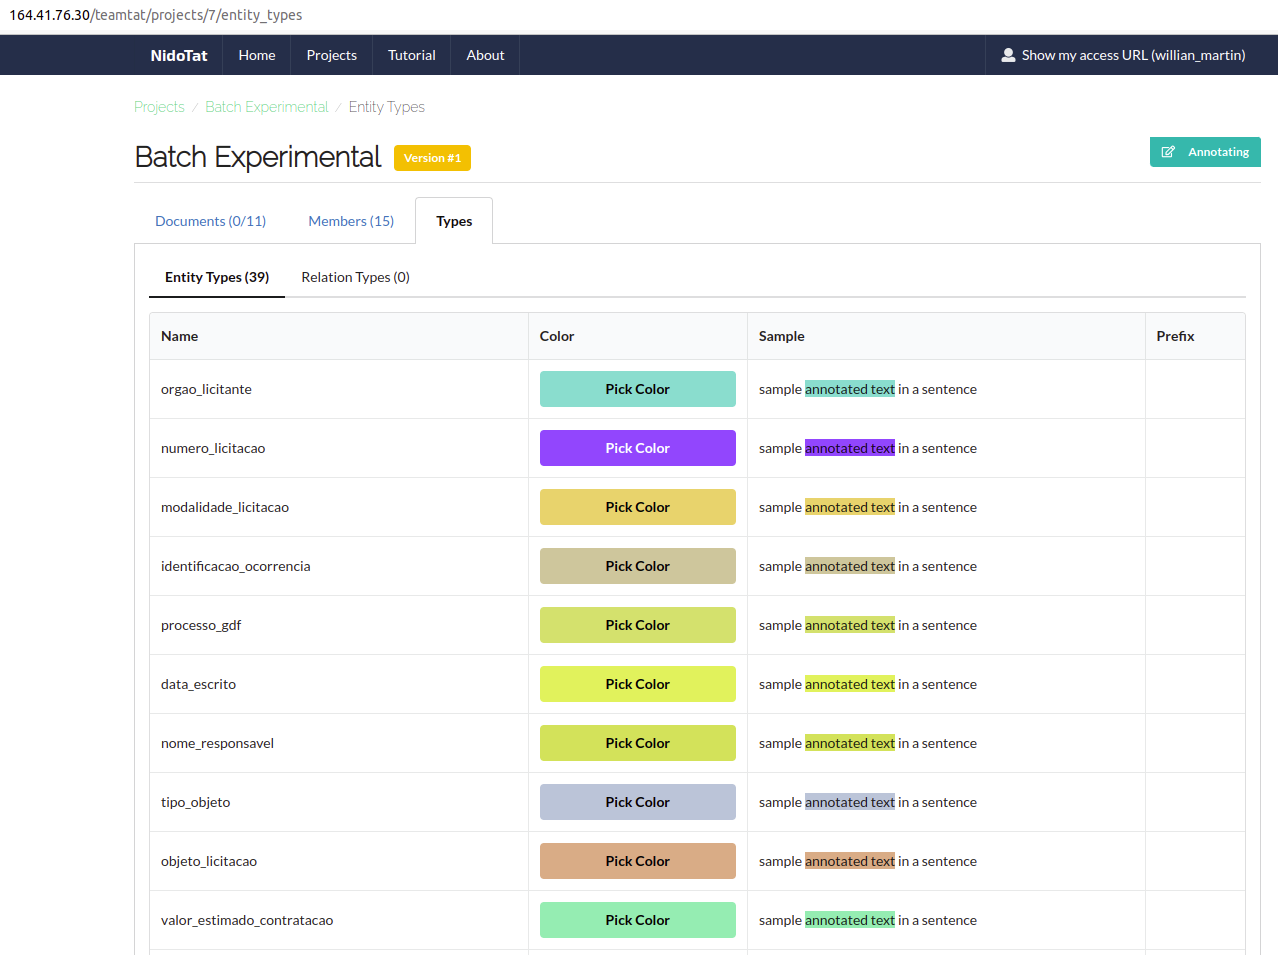 164.41.76.30/teamtat/projects/7/entity_types
NidoTat Home Projects Tutorial About Show my access URL (willian_martin)
Projects / Batch Experimental / Entity Types
Batch Experimental Version #1 Annotating
Documents (0/11) Members (15) Types
Entity Types (39) Relation Types (0)
Name Color Sample Prefix
orgao_licitante Pick Color sample annotated text in a sentence
numero_licitacao Pick Color sample annotated text in a sentence
modalidade_licitacao Pick Color sample annotated text in a sentence
identificacao_ocorrencia Pick Color sample annotated text in a sentence
processo_gdf Pick Color sample annotated text in a sentence
data_escrito Pick Color sample annotated text in a sentence
nome_responsavel Pick Color sample annotated text in a sentence
tipo_objeto Pick Color sample annotated text in a sentence
objeto_licitacao Pick Color sample annotated text in a sentence
valor_estimado_contratacao Pick Color sample annotated text in a sentence